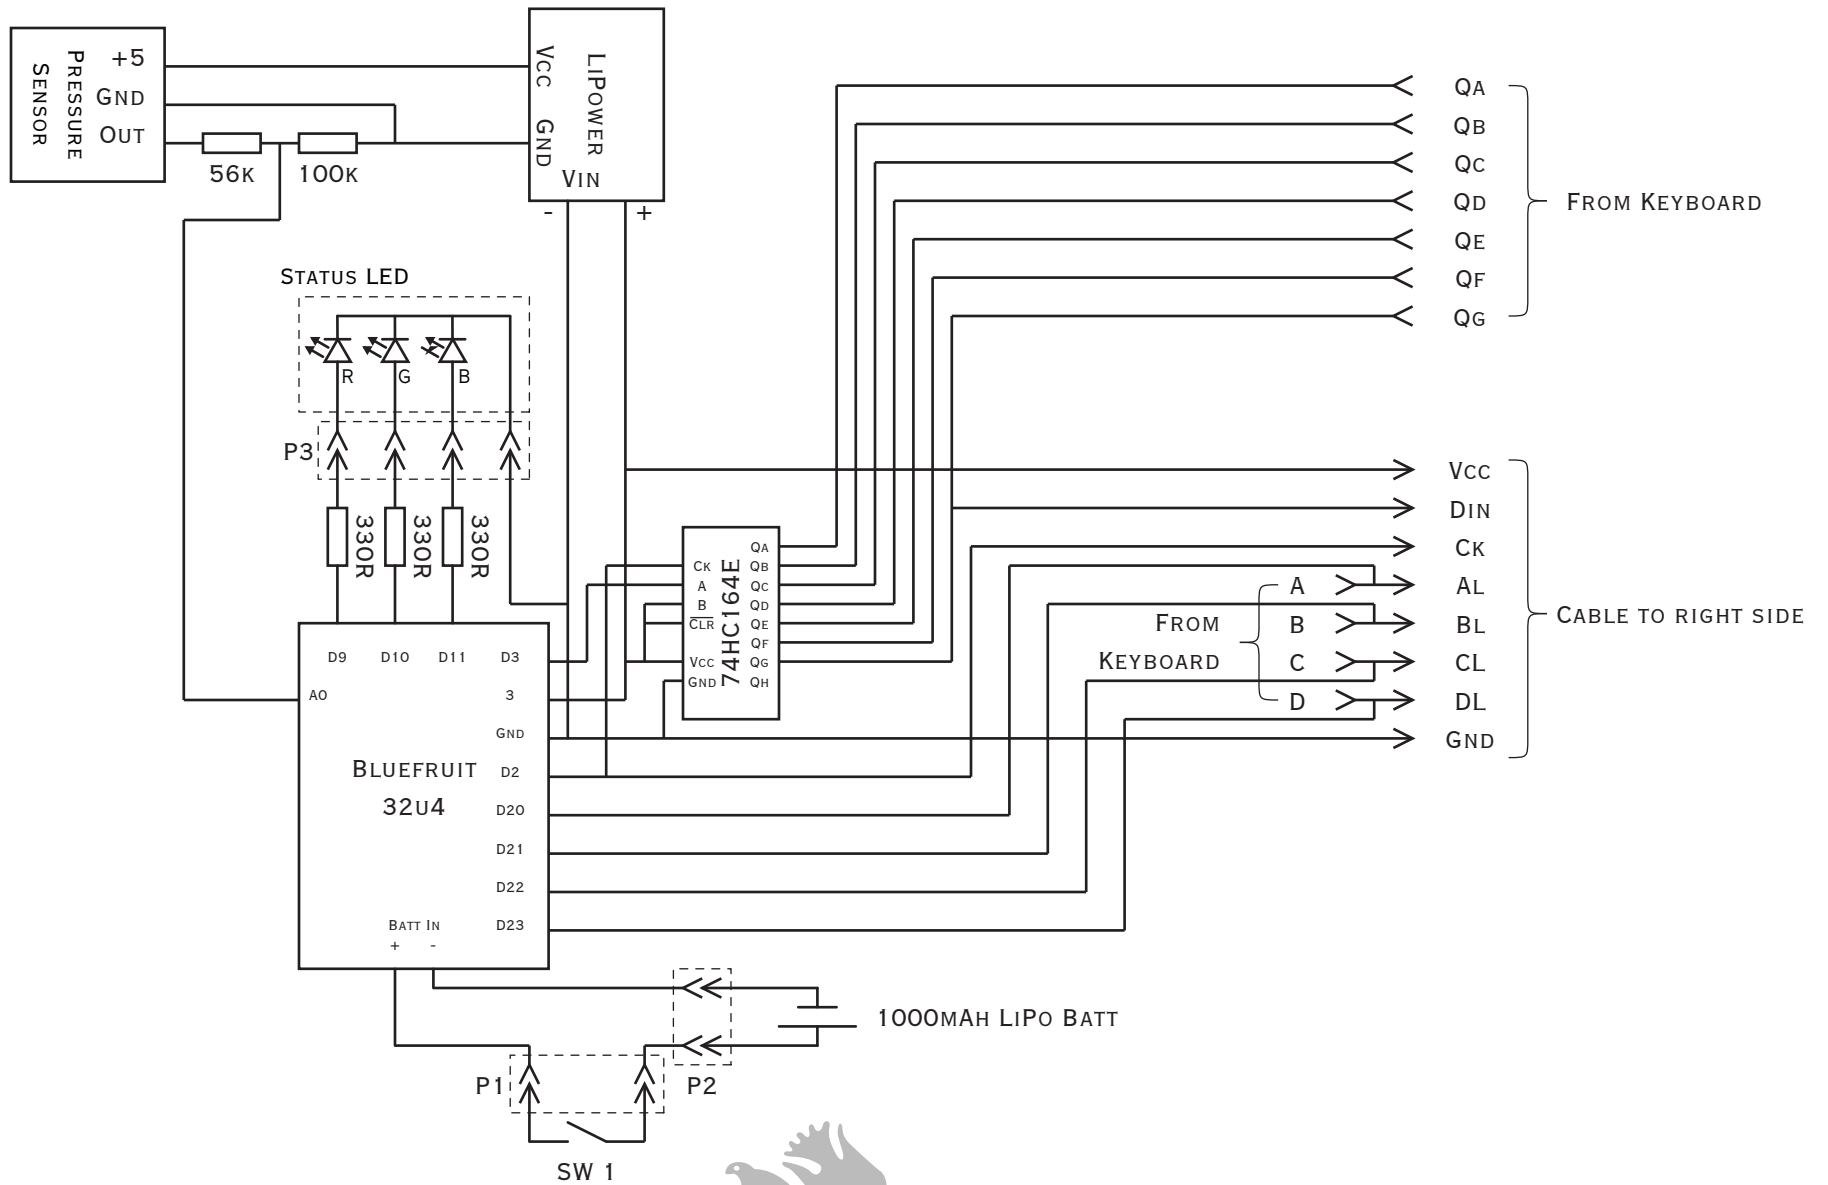 Pressure
Sensor
+5
Gnd
Out
56k
100k
Vcc
Gnd
LiPower
Vin
-
+
Status LED
R
G
B
P3
330R
330R
330R
Qa
Qb
Qc
Qd
Qe
Qf
Qg
From Keyboard
Vcc
Din
Ck
AL
BL
CL
DL
Gnd
Cable to right side
From
Keyboard
A
B
C
D
Ck
A
B
Clr
Vcc
Gnd
74HC164E
Qa
Qb
Qc
Qd
Qe
Qf
Qg
Qh
D9
D10
D11
D3
A0
3
Gnd
Bluefruit
32u4
D2
D20
D21
D22
D23
Batt In
+
-
1000mAh LiPo Batt
P1
P2
SW 1